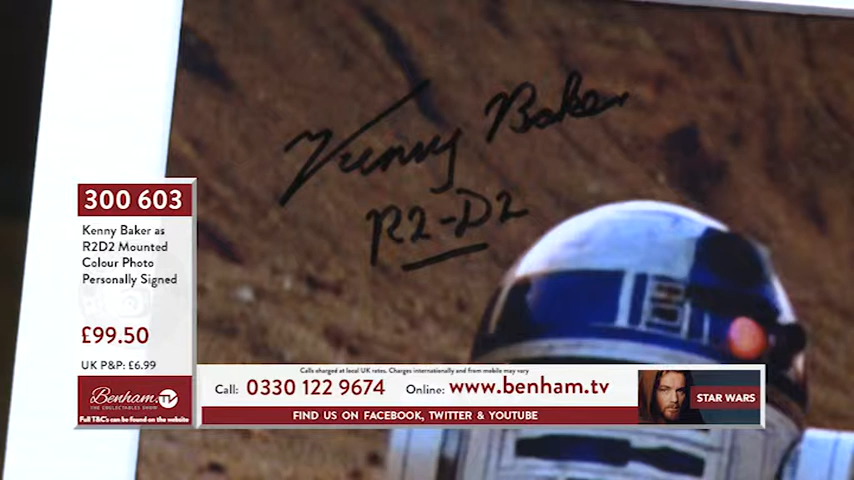 Kenny Baker
R2-D2
300 603
Kenny Baker as
R2D2 Mounted
Colour Photo
Personally Signed
£99.50
UK P&P: £6.99
Benham.TV
THE COLLECTABLES SHOW
Full T&C's can be found on the website
Calls charged at local UK rates. Charges internationally and from mobile may vary
Call: 0330 122 9674 Online: www.benham.tv
STAR WARS
FIND US ON FACEBOOK, TWITTER & YOUTUBE